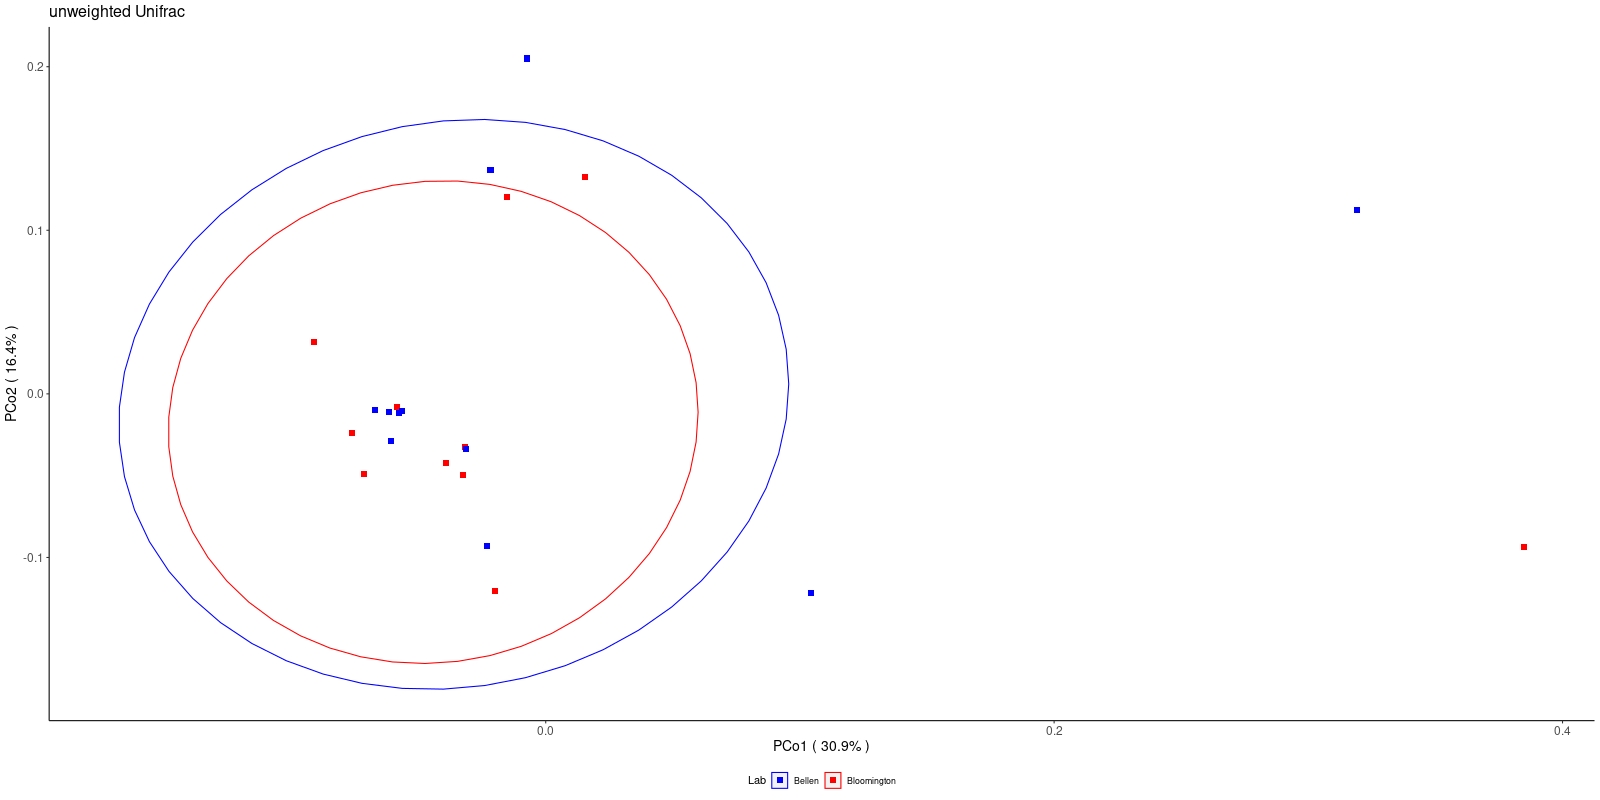 unweighted Unifrac
0.2
0.1
0.0
-0.1
PCo2 ( 16.4% )
0.0
0.2
0.4
PCo1 ( 30.9% )
Lab Bellen Bloomington